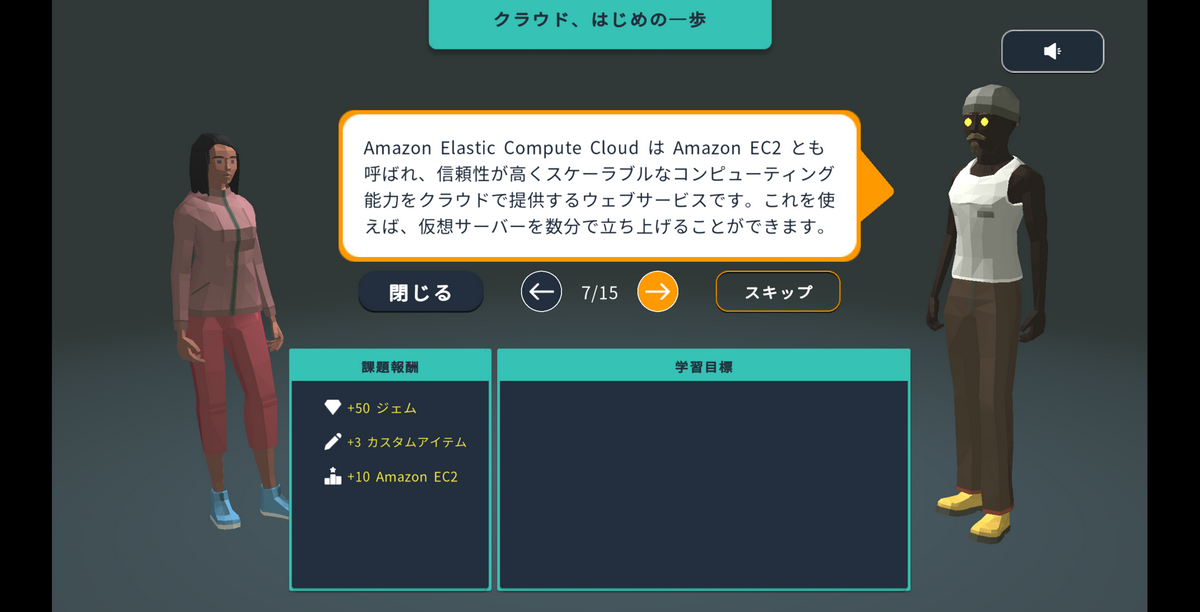 クラウド、はじめの一歩
Amazon Elastic Compute Cloud は Amazon EC2 とも
呼ばれ、信頼性が高くスケーラブルなコンピューティング
能力をクラウドで提供するウェブサービスです。これを使
えば、仮想サーバーを数分で立ち上げることができます。
閉じる
7/15
スキップ
課題報酬
+50 ジェム
+3 カスタムアイテム
+10 Amazon EC2
学習目標